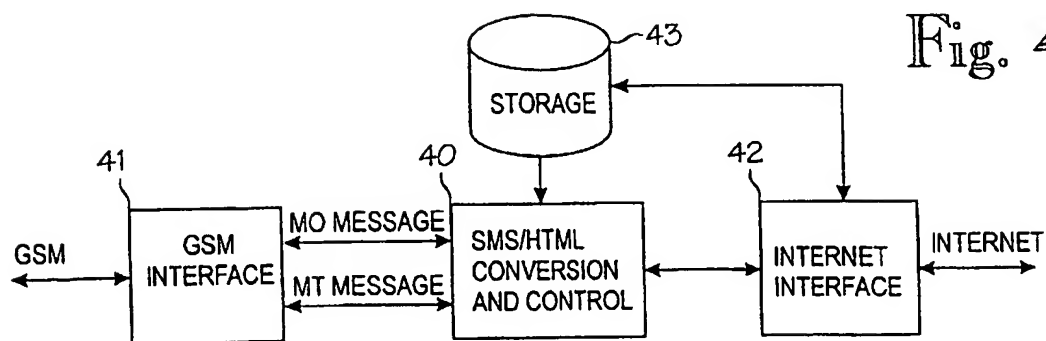 43
Fig. 4
STORAGE
41
40
42
GSM
GSM
INTERFACE
MO MESSAGE
MT MESSAGE
SMS/HTML
CONVERSION
AND CONTROL
INTERNET
INTERFACE
INTERNET